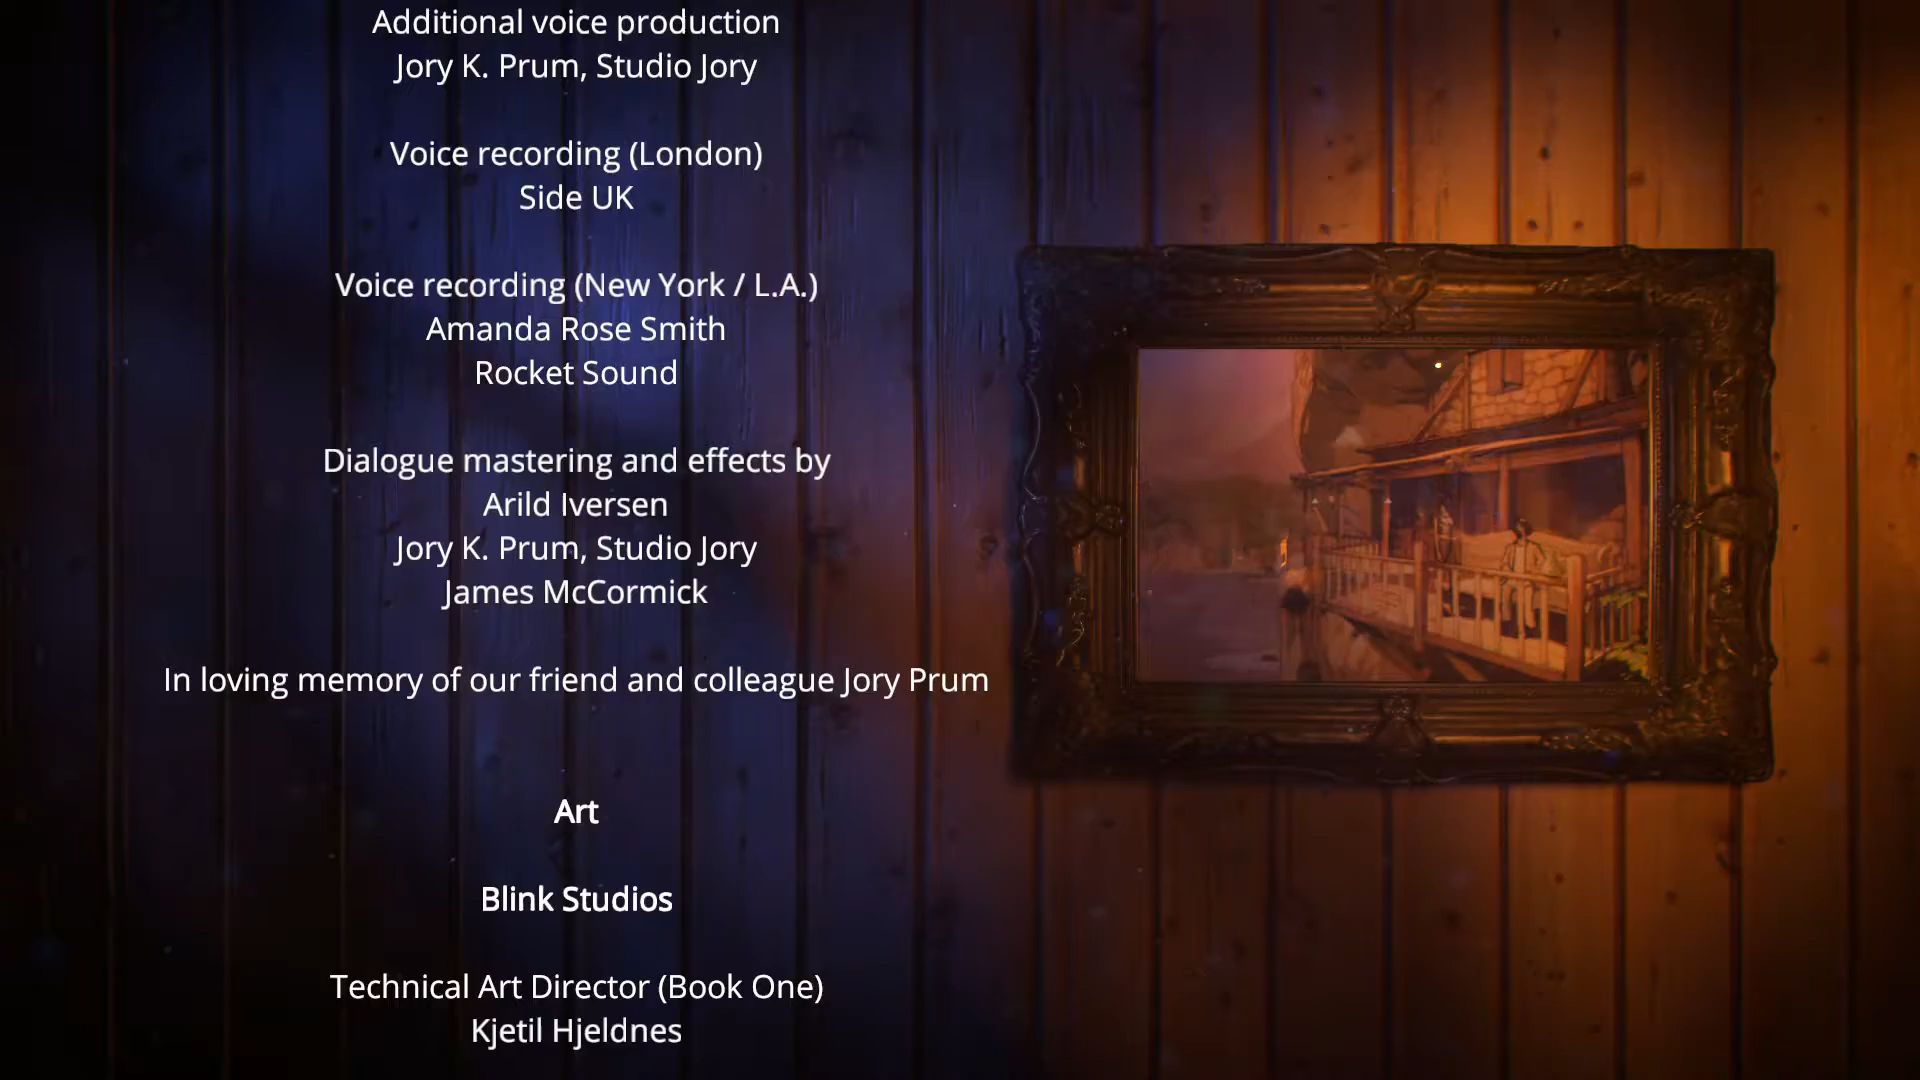 Additional voice production
Jory K. Prum, Studio Jory
Voice recording (London)
Side UK
Voice recording (New York / L.A.)
Amanda Rose Smith
Rocket Sound
Dialogue mastering and effects by
Arild Iversen
Jory K. Prum, Studio Jory
James McCormick
In loving memory of our friend and colleague Jory Prum
Art
Blink Studios
Technical Art Director (Book One)
Kjetil Hjeldnes